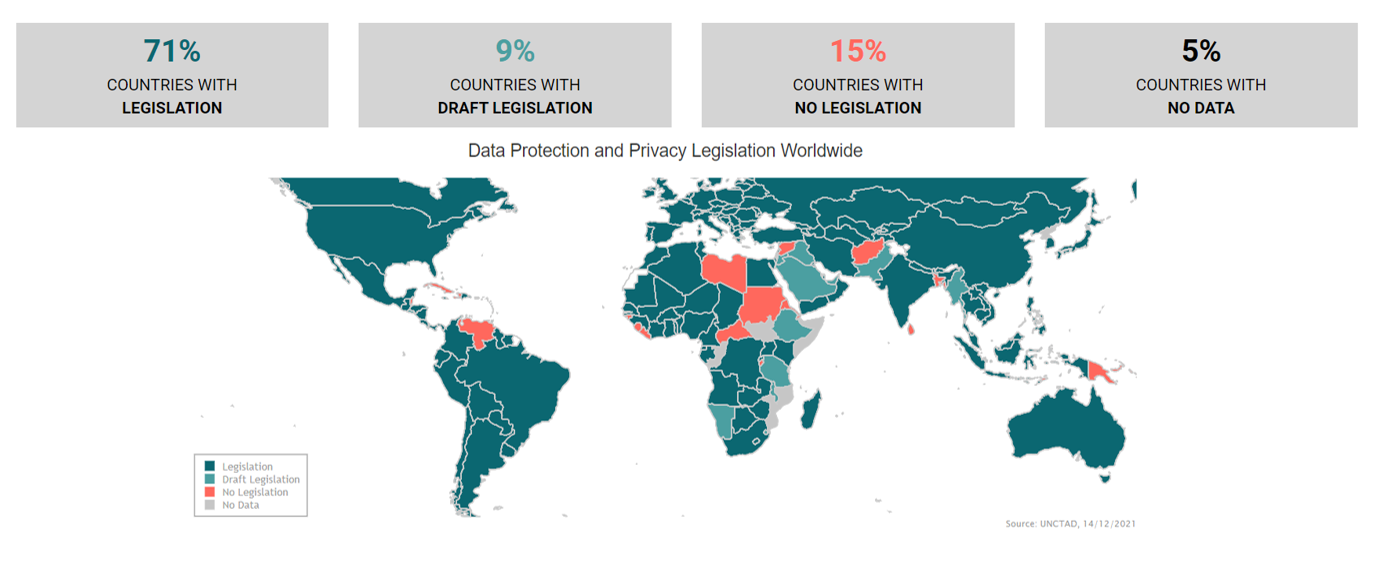 71%
COUNTRIES WITH
LEGISLATION
9%
COUNTRIES WITH
DRAFT LEGISLATION
15%
COUNTRIES WITH
NO LEGISLATION
5%
COUNTRIES WITH
NO DATA
Data Protection and Privacy Legislation Worldwide
Legislation
Draft Legislation
No Legislation
No Data
Source: UNCTAD, 14/12/2021